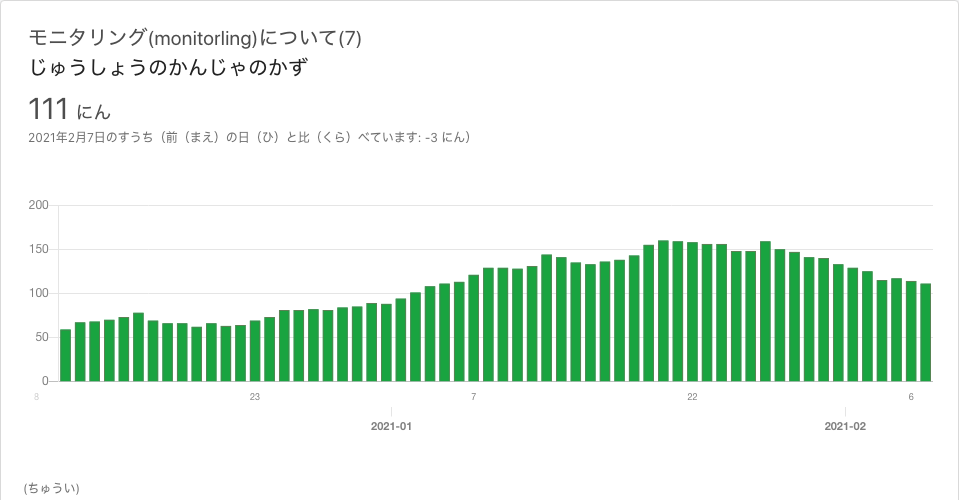 モニタリング(monitorling)について(7)
じゅうしょうのかんじゃのかず
111 にん
2021年2月7日のすうち（前（まえ）の日（ひ）と比（くら）べています: -3 にん）
200
150
100
50
0
8 23 7 22 6
2021-01 2021-02
(ちゅうい)